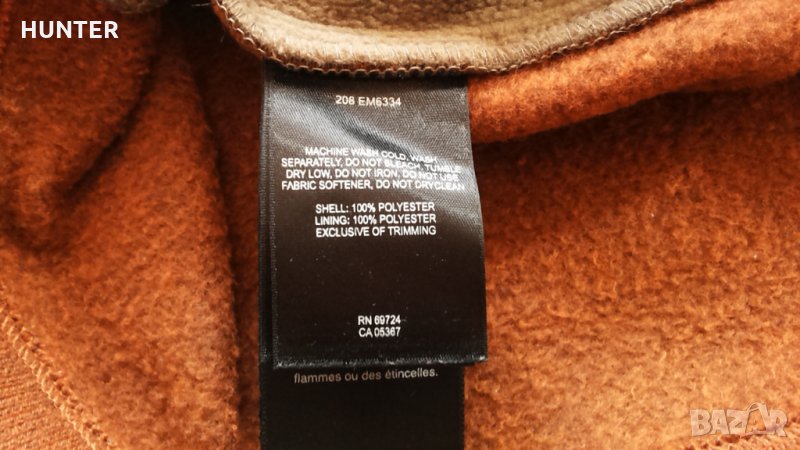 HUNTER
208 EM6334
MACHINE WASH COLD, WASH
SEPARATELY, DO NOT BLEACH, TUMBLE
DRY LOW, DO NOT IRON, DO NOT USE
FABRIC SOFTENER, DO NOT DRYCLEAN
SHELL: 100% POLYESTER
LINING: 100% POLYESTER
EXCLUSIVE OF TRIMMING
RN 69724
CA 05367
flammes ou des étincelles.
BAZAR